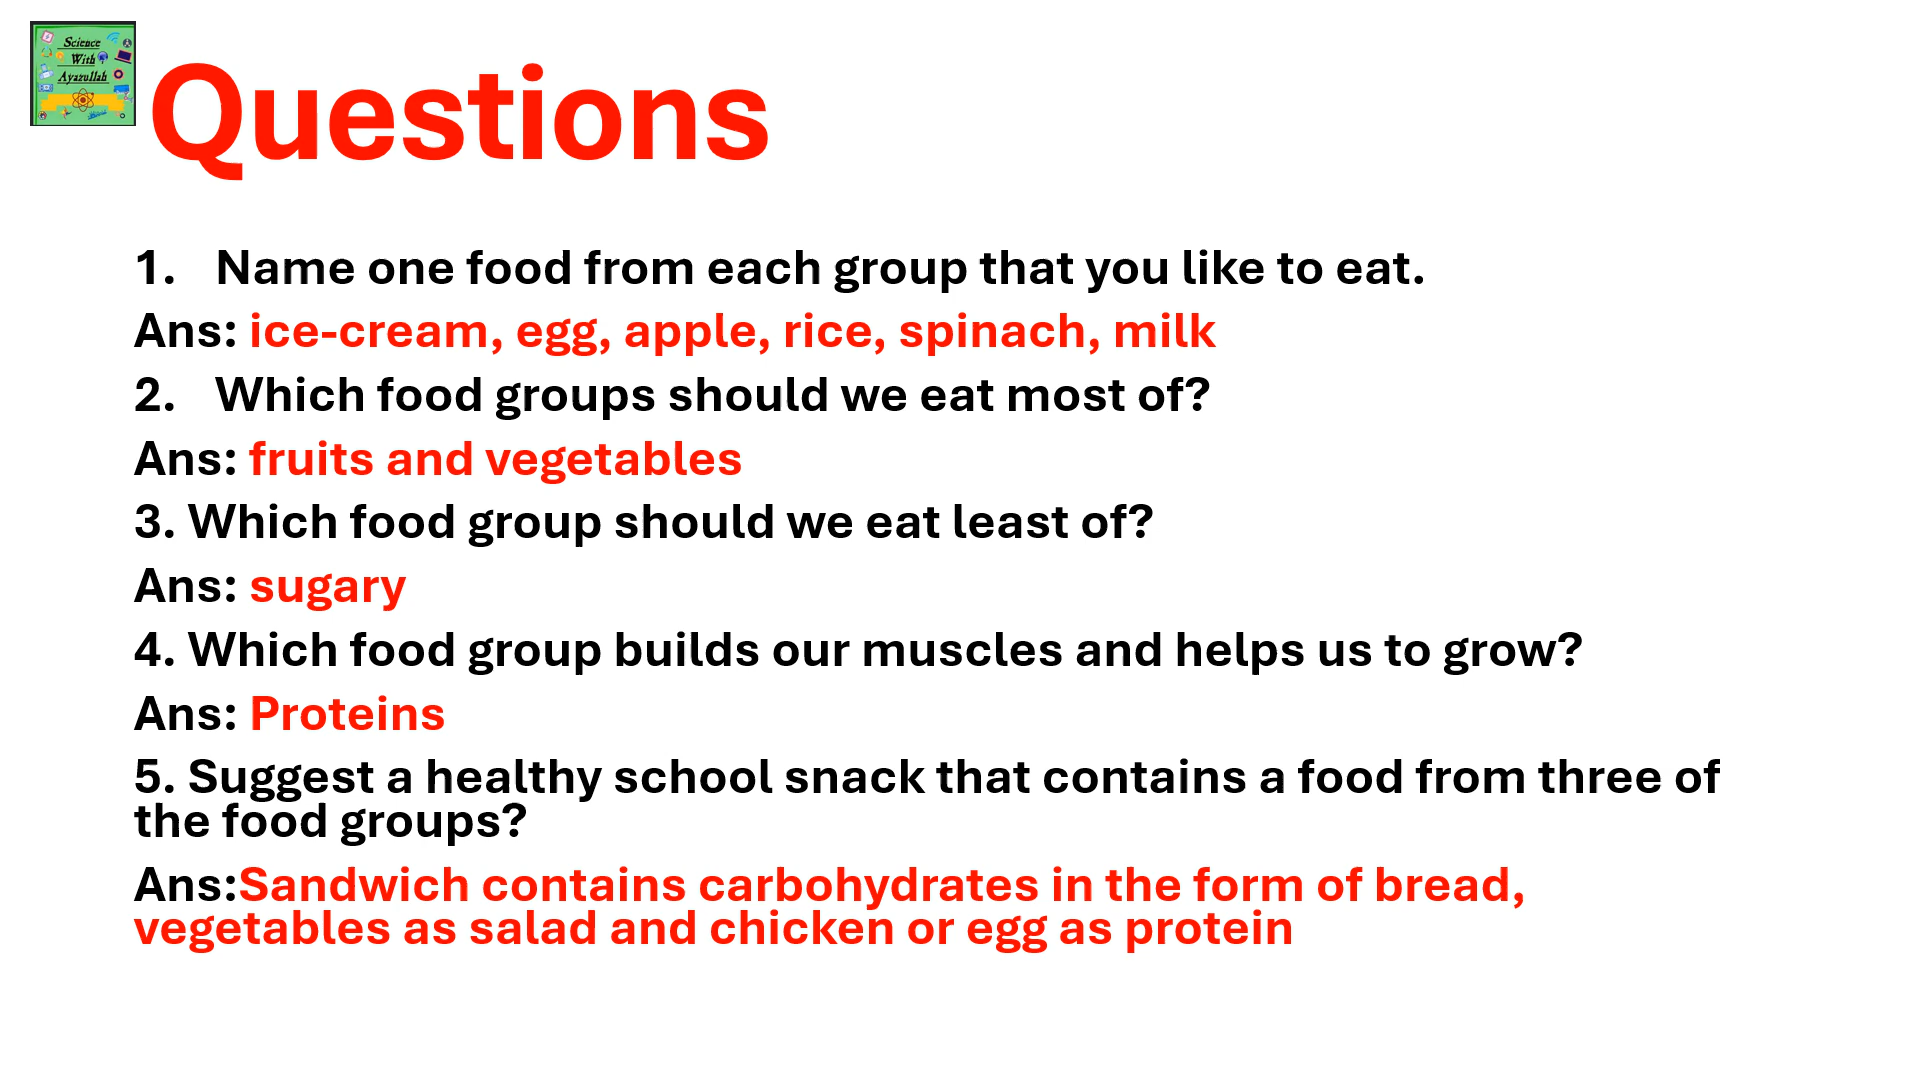 Science
With
Ayazullah
Questions
1. Name one food from each group that you like to eat.
Ans: ice-cream, egg, apple, rice, spinach, milk
2. Which food groups should we eat most of?
Ans: fruits and vegetables
3. Which food group should we eat least of?
Ans: sugary
4. Which food group builds our muscles and helps us to grow?
Ans: Proteins
5. Suggest a healthy school snack that contains a food from three of
the food groups?
Ans:Sandwich contains carbohydrates in the form of bread,
vegetables as salad and chicken or egg as protein